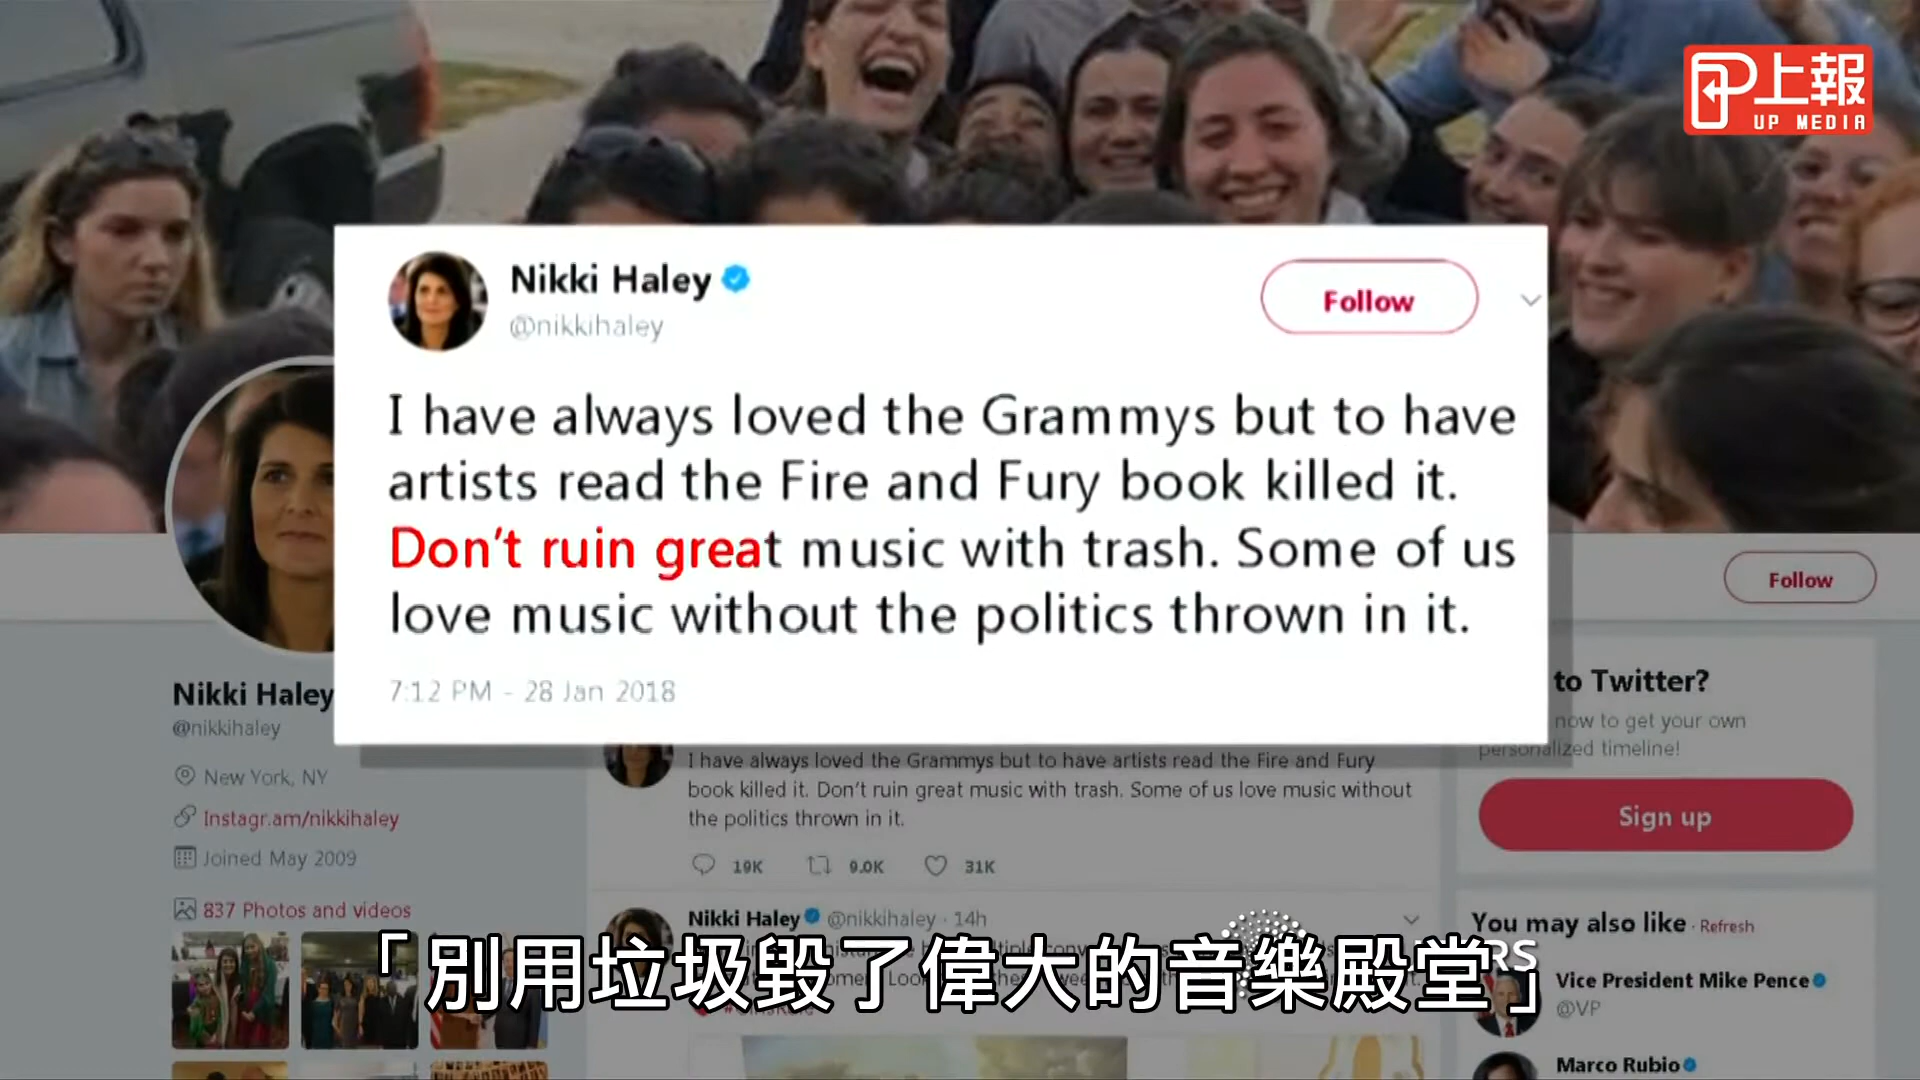 上報
UP MEDIA
Nikki Haley
@nikkihaley
Follow
I have always loved the Grammys but to have
artists read the Fire and Fury book killed it.
Don't ruin great music with trash. Some of us
love music without the politics thrown in it.
7:12 PM - 28 Jan 2018
Follow
Nikki Haley
@nikkihaley
New York, NY
Instagr.am/nikkihaley
Joined May 2009
837 Photos and videos
I have always loved the Grammys but to have artists read the Fire and Fury
book killed it. Don't ruin great music with trash. Some of us love music without
the politics thrown in it.
19K 9.0K 31K
Nikki Haley @nikkihaley · 14h
to Twitter?
now to get your own
personalized timeline!
Sign up
You may also like · Refresh
Vice President Mike Pence
@VP
Marco Rubio
「別用垃圾毀了偉大的音樂殿堂」